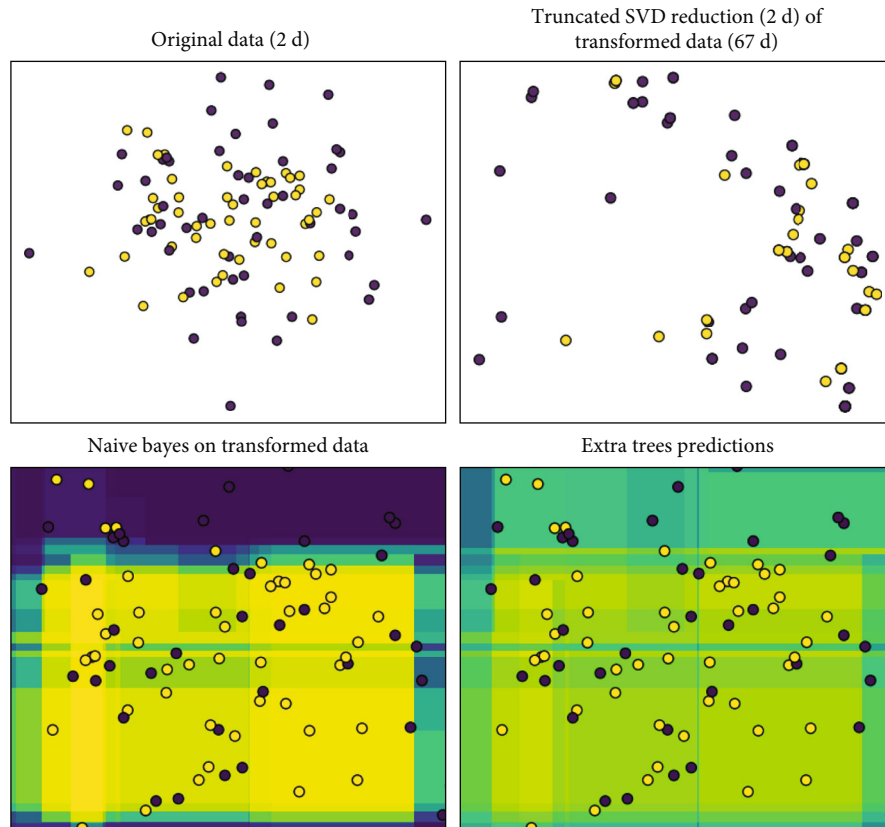 Original data (2 d)
Truncated SVD reduction (2 d) of
transformed data (67 d)
Naive bayes on transformed data
Extra trees predictions